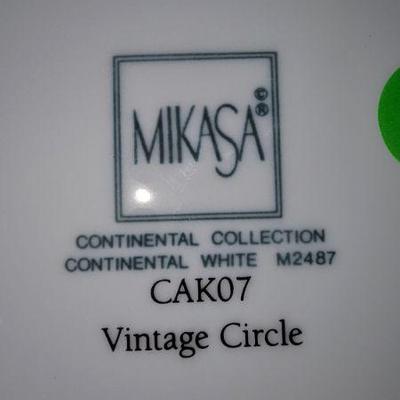 ©
®
MIKASA
CONTINENTAL COLLECTION
CONTINENTAL WHITE M2487
CAK07
Vintage Circle